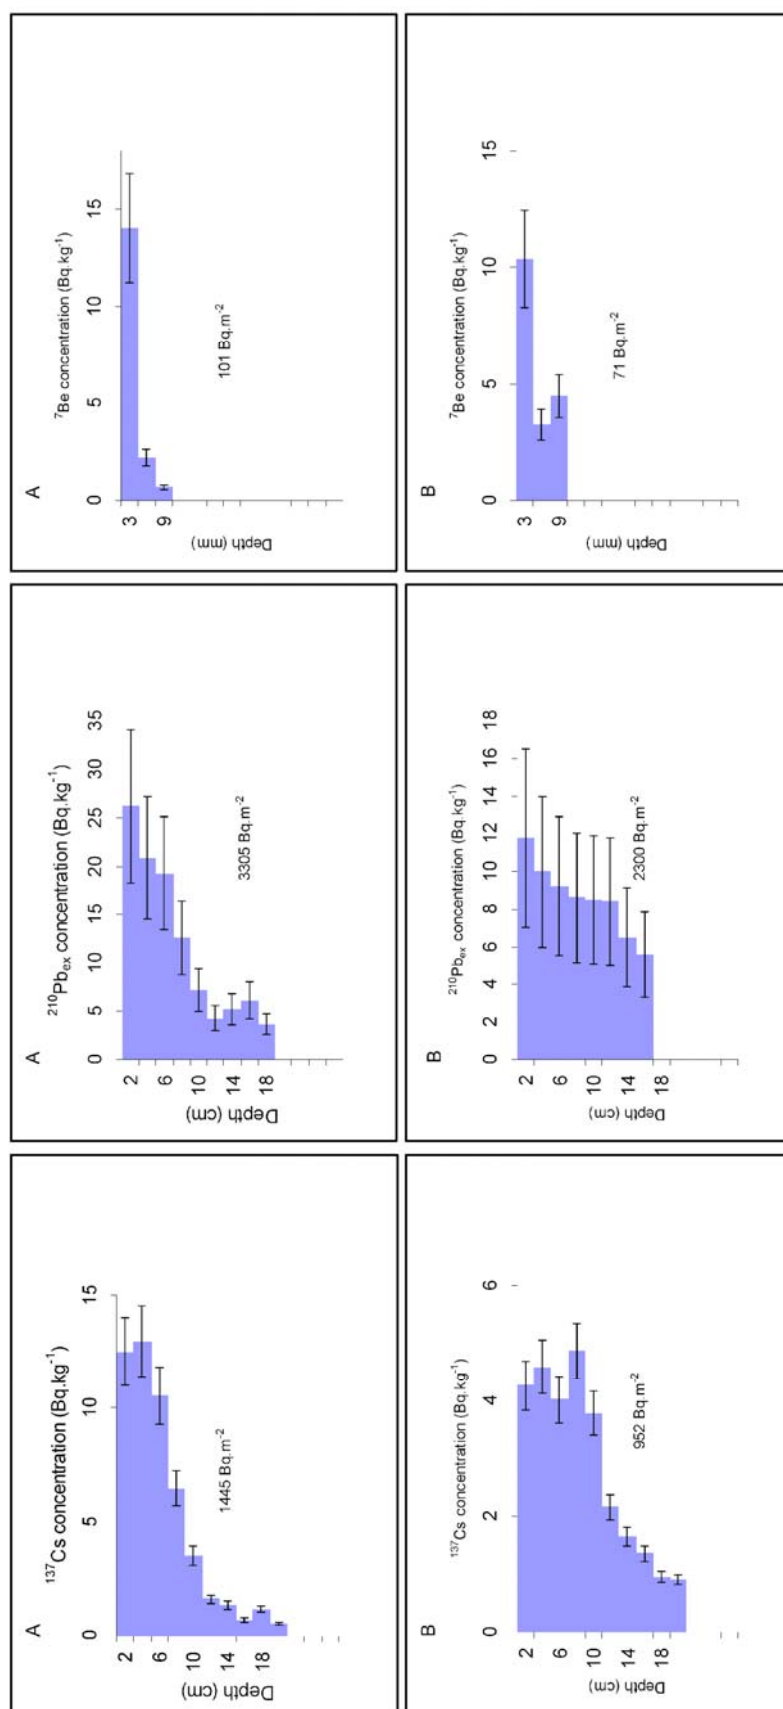 A
¹³⁷Cs concentration (Bq.kg⁻¹)
0 5 10 15
2
6
10
14
18
Depth (cm)
1445 Bq.m⁻²
A
²¹⁰Pbₑₓ concentration (Bq.kg⁻¹)
0 5 10 15 20 25 30 35
2
6
10
14
18
Depth (cm)
3305 Bq.m⁻²
A
⁷Be concentration (Bq.kg⁻¹)
0 5 10 15
3
9
Depth (mm)
101 Bq.m⁻²
B
¹³⁷Cs concentration (Bq.kg⁻¹)
0 2 4 6
2
6
10
14
18
Depth (cm)
952 Bq.m⁻²
B
²¹⁰Pbₑₓ concentration (Bq.kg⁻¹)
0 2 4 6 8 10 12 14 16 18
2
6
10
14
18
Depth (cm)
2300 Bq.m⁻²
B
⁷Be concentration (Bq.kg⁻¹)
0 5 10 15
3
9
Depth (mm)
71 Bq.m⁻²